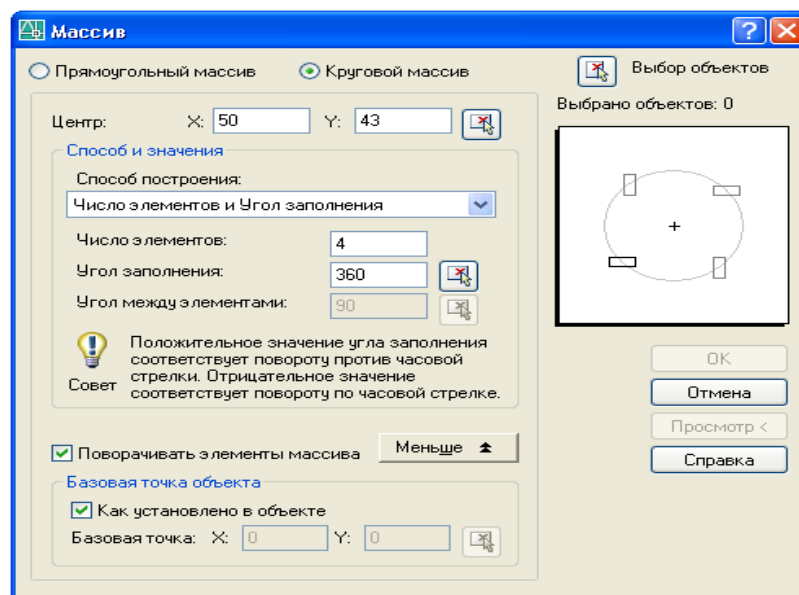 Массив
Прямоугольный массив Круговой массив Выбор объектов
Выбрано объектов: 0
Центр: X: 50 Y: 43
Способ и значения
Способ построения:
Число элементов и Угол заполнения
Число элементов: 4
Угол заполнения: 360
Угол между элементами: 90
Положительное значение угла заполнения
соответствует повороту против часовой
стрелки. Отрицательное значение
соответствует повороту по часовой стрелке.
Совет
OK
Отмена
Просмотр <
Справка
Поворачивать элементы массива Меньше
Базовая точка объекта
Как установлено в объекте
Базовая точка: X: 0 Y: 0